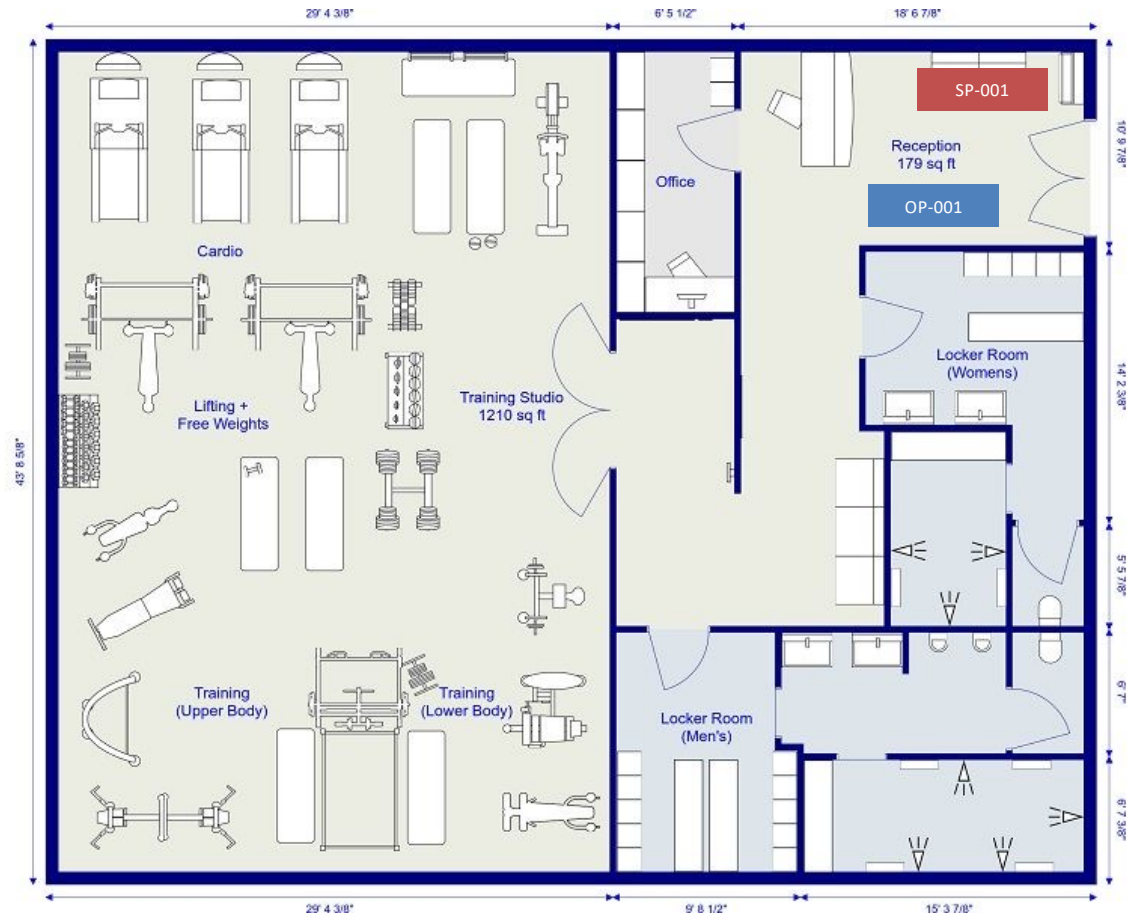 29' 4 3/8"
6' 5 1/2"
18' 6 7/8"
SP-001
10' 9 7/8"
Reception
179 sq ft
Office
OP-001
Cardio
Locker Room
(Womens)
14' 2 3/8"
Training Studio
1210 sq ft
Lifting +
Free Weights
43' 8 5/8"
5' 5 7/8"
Training
(Upper Body)
Training
(Lower Body)
Locker Room
(Men's)
6' 7"
6' 7 3/8"
29' 4 3/8"
9' 8 1/2"
15' 3 7/8"